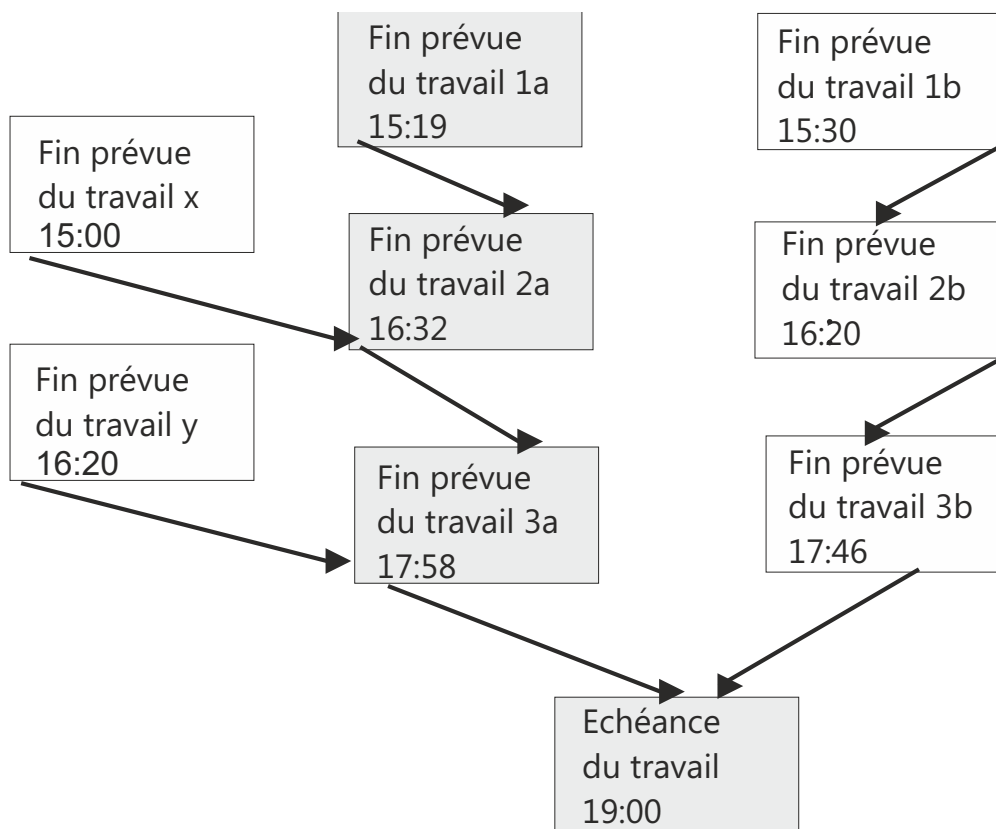 Fin prévue
du travail 1a
15:19
Fin prévue
du travail 1b
15:30
Fin prévue
du travail x
15:00
Fin prévue
du travail 2a
16:32
Fin prévue
du travail 2b
16:20
Fin prévue
du travail y
16:20
Fin prévue
du travail 3a
17:58
Fin prévue
du travail 3b
17:46
Echéance
du travail
19:00